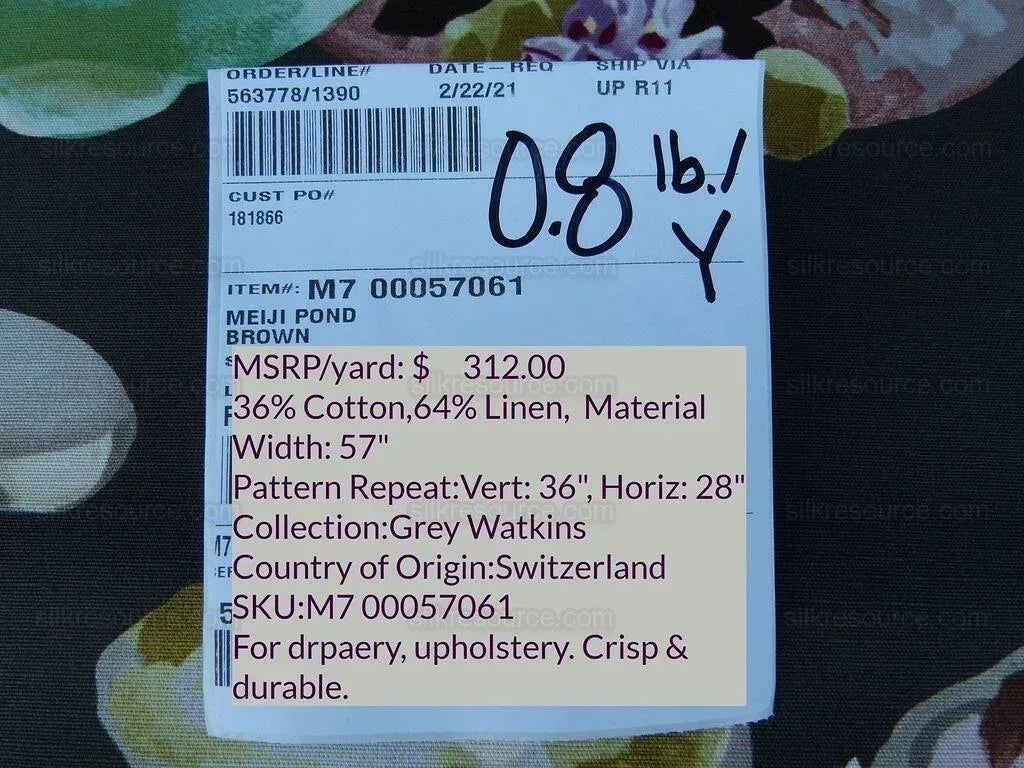 ORDER/LINE# DATE-REQ SHIP VIA
563778/1390 2/22/21 UP R11
0.8 lb./
Y
CUST PO#
181866
ITEM#: M7 00057061
MEIJI POND
BROWN
MSRP/yard: $ 312.00
36% Cotton,64% Linen, Material
Width: 57"
Pattern Repeat:Vert: 36", Horiz: 28"
Collection:Grey Watkins
Country of Origin:Switzerland
SKU:M7 00057061
For drpaery, upholstery. Crisp &
durable.
silkresource.com